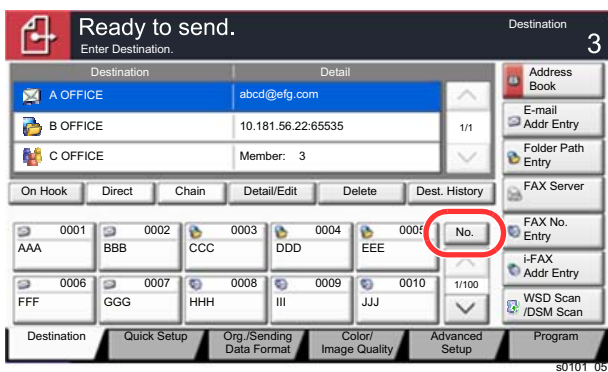 Ready to send.
Enter Destination.
Destination
3
Destination Detail
A OFFICE abcd@efg.com
B OFFICE 10.181.56.22:65535 1/1
C OFFICE Member: 3
Address
Book
E-mail
Addr Entry
Folder Path
Entry
FAX Server
FAX No.
Entry
i-FAX
Addr Entry
WSD Scan
/DSM Scan
On Hook Direct Chain Detail/Edit Delete Dest. History
0001 0002 0003 0004 0005 No.
AAA BBB CCC DDD EEE
0006 0007 0008 0009 0010 1/100
FFF GGG HHH III JJJ
Destination Quick Setup Org./Sending
Data Format Color/
Image Quality Advanced
Setup Program
s0101_05